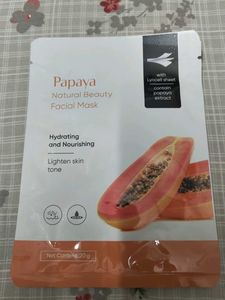 Papaya
Natural Beauty
Facial Mask
with
Lyocell sheet
contain
papaya
extract
Hydrating
and Nourishing
Lighten skin
tone